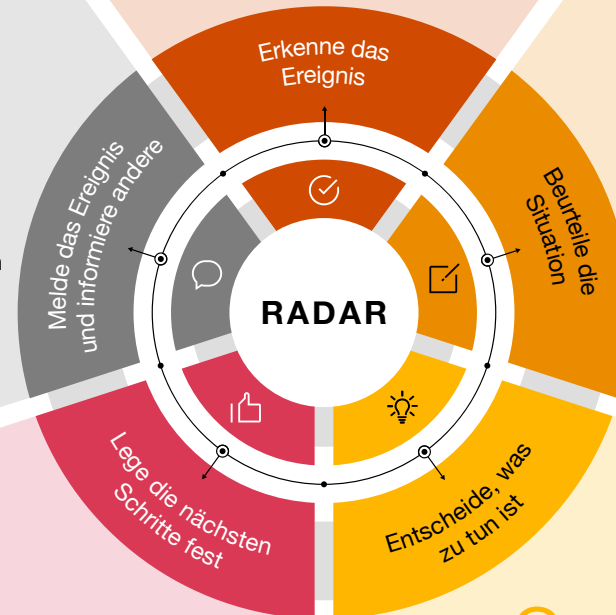 Erkenne das
Ereignis
Beurteile die
Situation
Entscheide, was
zu tun ist
Lege die nächsten
Schritte fest
Melde das Ereignis
und informiere andere
RADAR